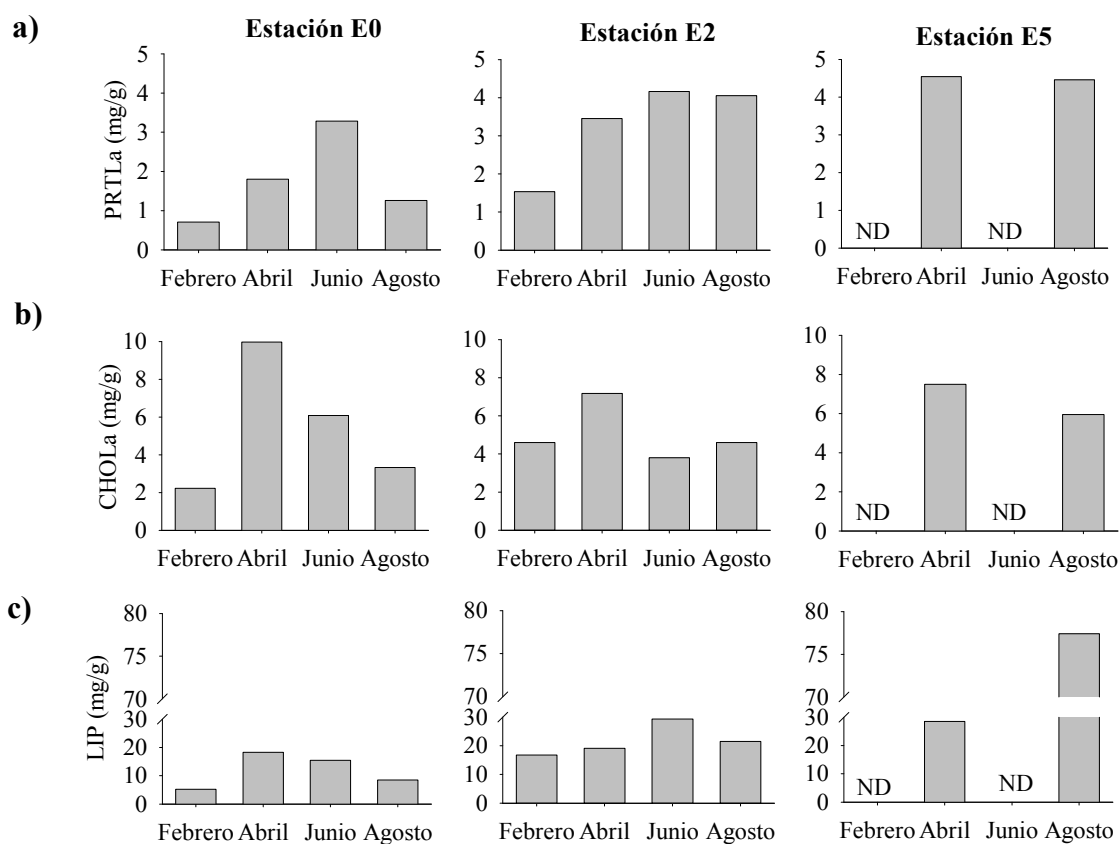 a)
Estación E0
Estación E2
Estación E5
PRTLa (mg/g)
5
4
3
2
1
0
Febrero Abril Junio Agosto
5
4
3
2
1
0
Febrero Abril Junio Agosto
5
4
3
2
1
0
ND
ND
Febrero Abril Junio Agosto
b)
CHOLa (mg/g)
10
8
6
4
2
0
Febrero Abril Junio Agosto
10
8
6
4
2
0
Febrero Abril Junio Agosto
10
8
6
4
2
0
ND
ND
Febrero Abril Junio Agosto
c)
LIP (mg/g)
80
75
70
30
20
10
0
Febrero Abril Junio Agosto
80
75
70
30
20
10
0
Febrero Abril Junio Agosto
80
75
70
30
20
10
0
ND
ND
Febrero Abril Junio Agosto